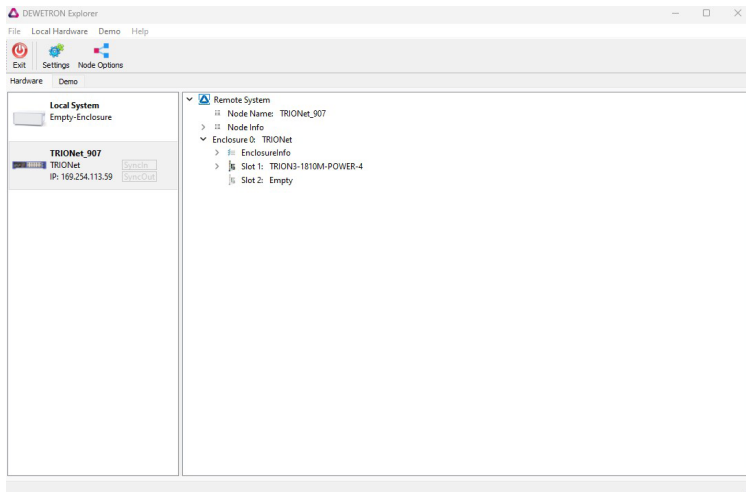 DEWETRON Explorer
File Local Hardware Demo Help
Exit Settings Node Options
Hardware Demo
Local System
Empty-Enclosure
TRIONet_907
TRIONet SyncIn
IP: 169.254.113.59 SyncOut
Remote System
Node Name: TRIONet_907
Node Info
Enclosure 0: TRIONet
EnclosureInfo
Slot 1: TRION3-1810M-POWER-4
Slot 2: Empty